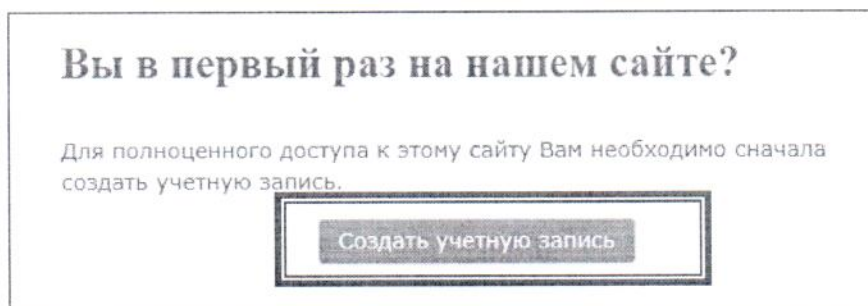 Вы в первый раз на нашем сайте?
Для полноценного доступа к этому сайту Вам необходимо сначала
создать учетную запись.
Создать учетную запись